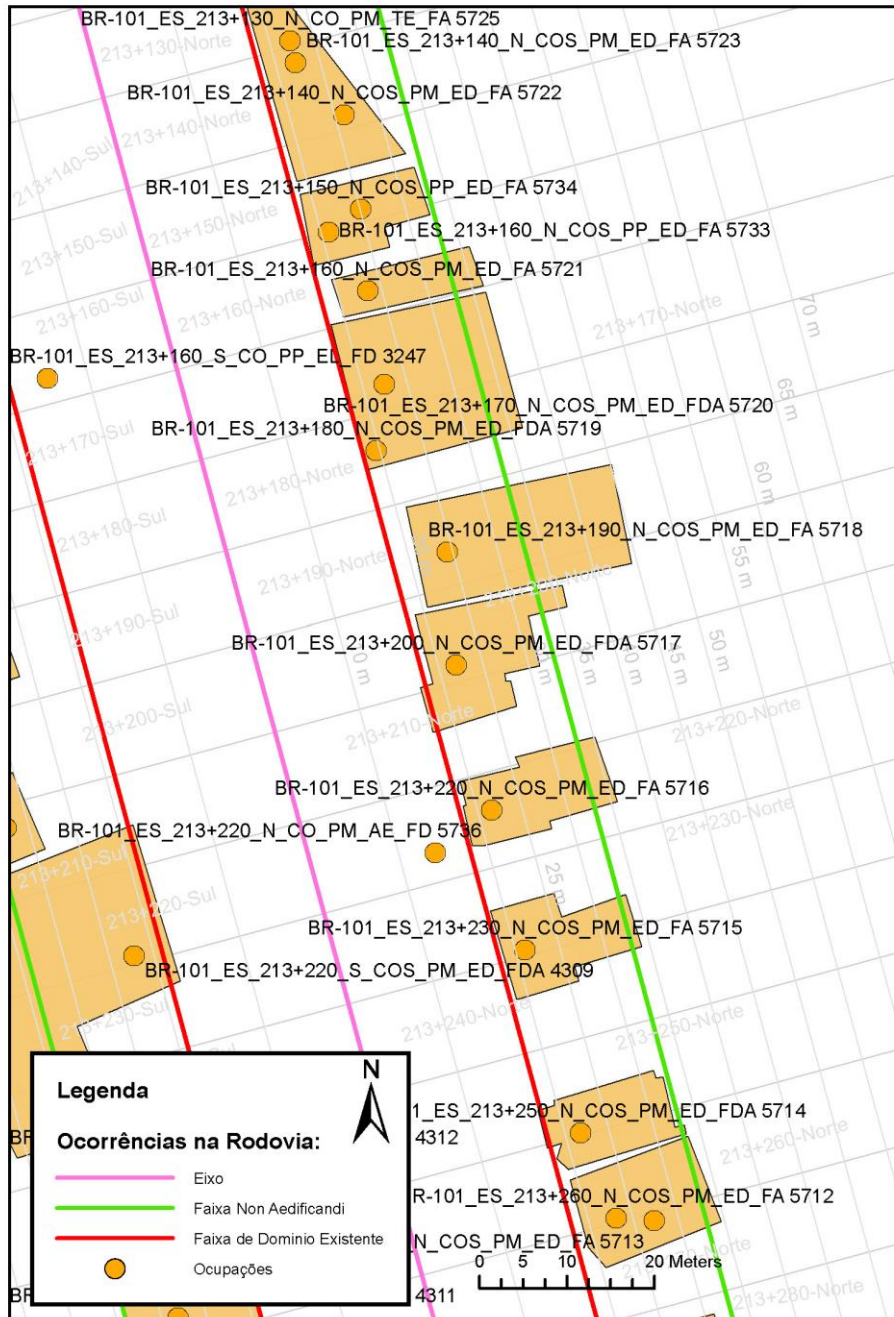 BR-101_ES_213+130_N_CO_PM_TE_FA 5725
213+130-Norte
BR-101_ES_213+140_N_COS_PM_ED_FA 5723
BR-101_ES_213+140_N_COS_PM_ED_FA 5722
213+140-Norte
213+140-Sul
BR-101_ES_213+150_N_COS_PP_ED_FA 5734
213+150-Norte
213+150-Sul
BR-101_ES_213+160_N_COS_PP_ED_FA 5733
BR-101_ES_213+160_N_COS_PM_ED_FA 5721
213+160-Norte
213+160-Sul
213+170-Norte
70 m
BR-101_ES_213+160_S_CO_PP_EL_FD 3247
65 m
BR-101_ES_213+170_N_COS_PM_ED_FDA 5720
BR-101_ES_213+180_N_COS_PM_ED_FDA 5719
213+170-Sul
213+180-Norte
60 m
213+180-Sul
BR-101_ES_213+190_N_COS_PM_ED_FA 5718
55 m
213+190-Norte
213+190-Sul
BR-101_ES_213+200_N_COS_PM_ED_FDA 5717
50 m
0 m
213+200-Sul
213+210-Norte
213+220-Norte
BR-101_ES_213+220_N_COS_PM_ED_FA 5716
BR-101_ES_213+220_N_CO_PM_AE_FD 5736
213+230-Norte
213+210-Sul
25 m
213+220-Sul
BR-101_ES_213+230_N_COS_PM_ED_FA 5715
BR-101_ES_213+220_S_COS_PM_ED_FDA 4309
213+230-Sul
213+240-Norte
213+250-Norte
Legenda
N
1_ES_213+250_N_COS_PM_ED_FDA 5714
4312
Ocorrências na Rodovia:
213+260-Norte
Eixo
R-101_ES_213+260_N_COS_PM_ED_FA 5712
Faixa Non Aedificandi
Faixa de Dominio Existente
N_COS_PM_ED_FA 5713
0 5 10 20 Meters
Ocupações
4311
213+280-Norte